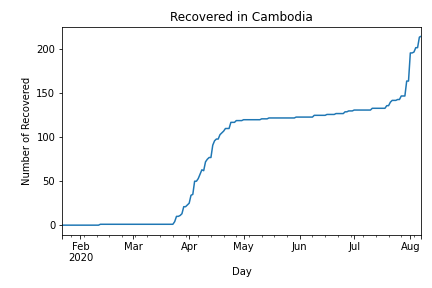 Recovered in Cambodia
Number of Recovered
200
150
100
50
0
Feb
2020
Mar
Apr
May
Jun
Jul
Aug
Day